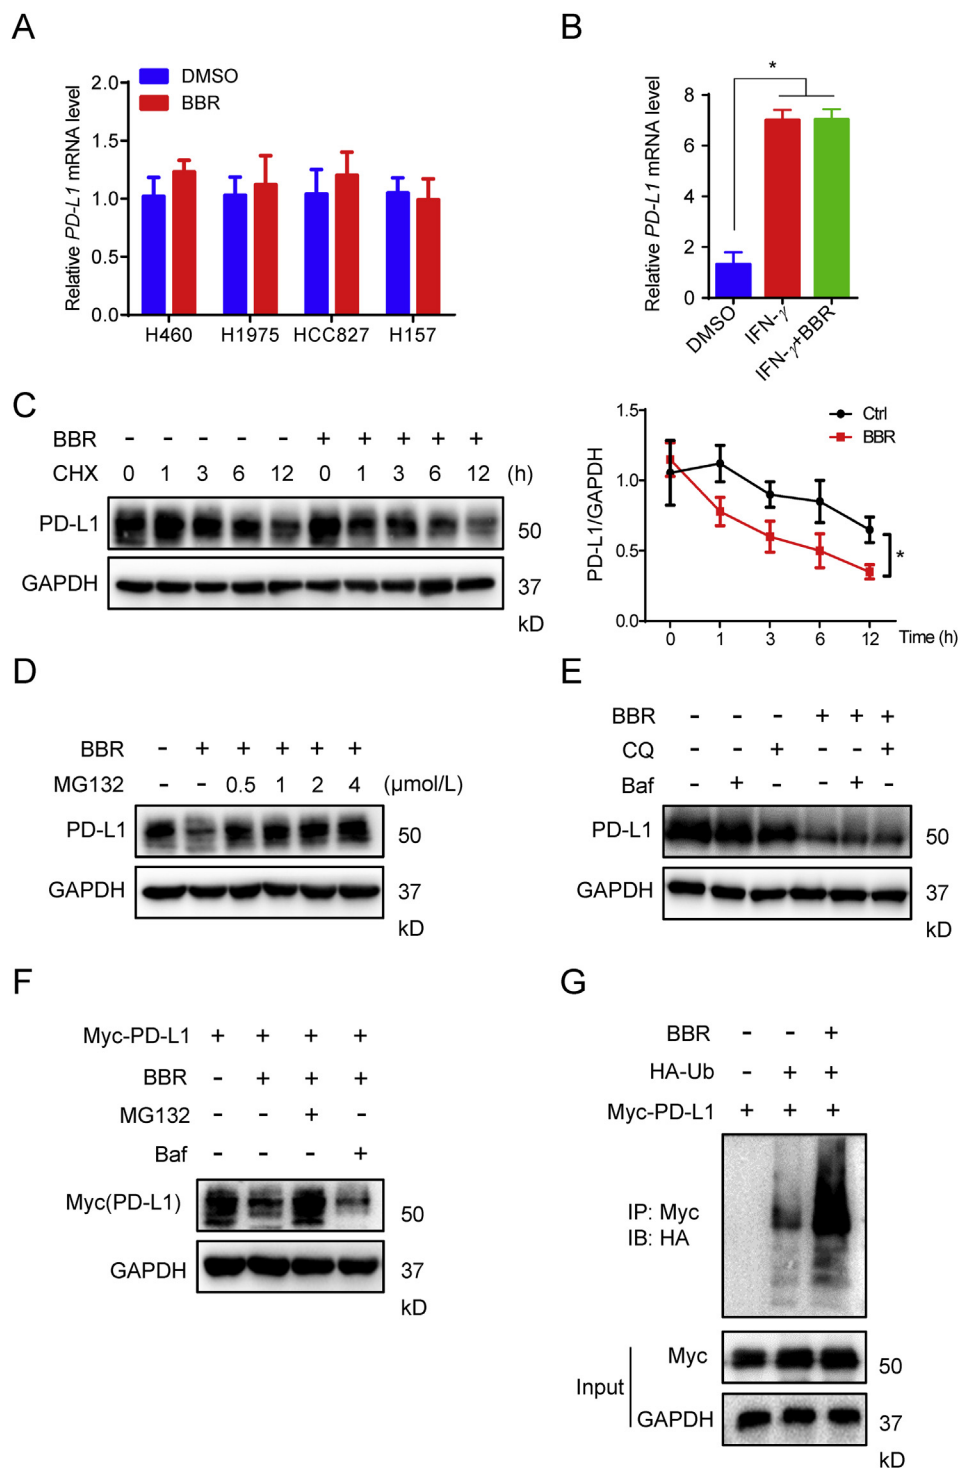 A
Relative PD-L1 mRNA level
2.0
1.5
1.0
0.5
0.0
DMSO
BBR
H460 H1975 HCC827 H157
B
Relative PD-L1 mRNA level
8
6
4
2
0
*
DMSO
IFN-γ
IFN-γ+BBR
C
BBR - - - - - + + + + +
CHX 0 1 3 6 12 0 1 3 6 12 (h)
PD-L1 50
GAPDH 37
kD
PD-L1/GAPDH
1.5
1.0
0.5
0.0
Ctrl
BBR
*
0 1 3 6 12 Time (h)
D
BBR - + + + + +
MG132 - - 0.5 1 2 4 (μmol/L)
PD-L1 50
GAPDH 37
kD
E
BBR - - - + + +
CQ - - + - - +
Baf - + - - + -
PD-L1 50
GAPDH 37
kD
F
Myc-PD-L1 + + + +
BBR - + + +
MG132 - - + -
Baf - - - +
Myc(PD-L1) 50
GAPDH 37
kD
G
BBR - - +
HA-Ub - + +
Myc-PD-L1 + + +
IP: Myc
IB: HA
Input
Myc 50
GAPDH 37
kD